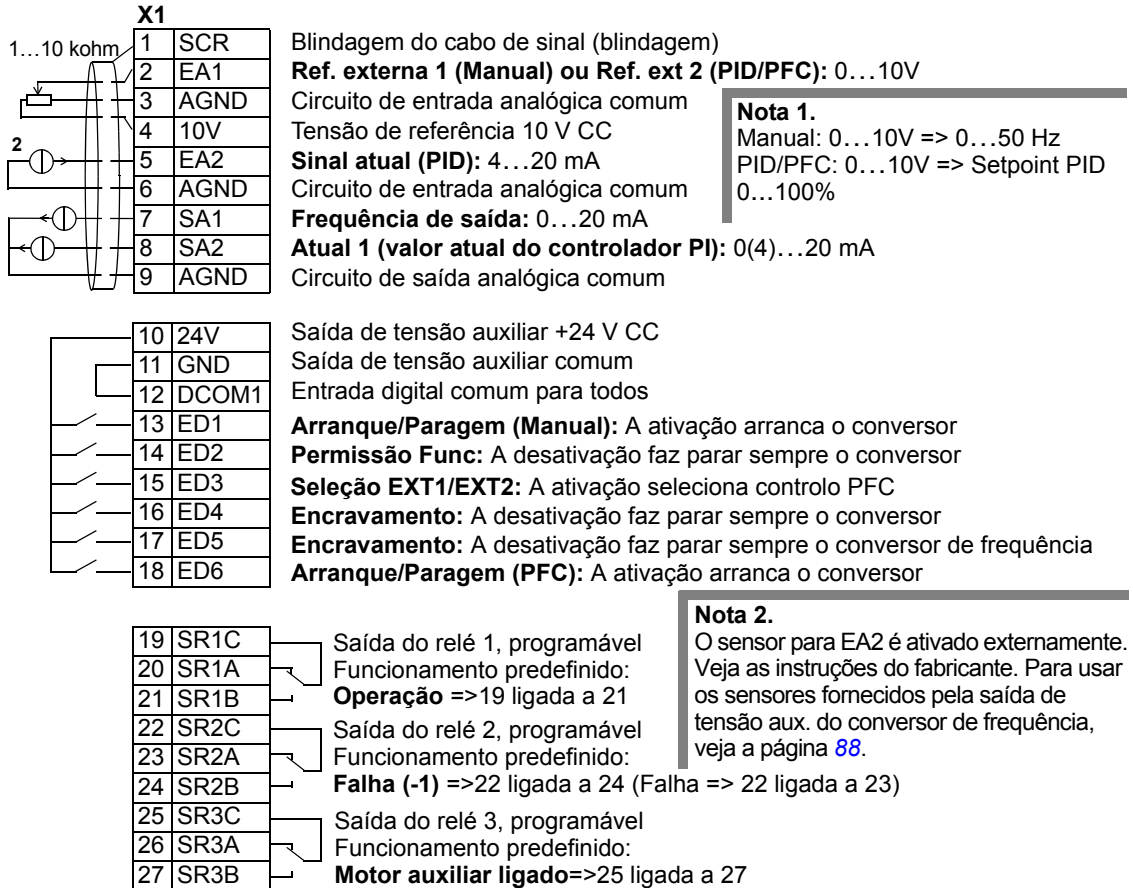 X1
1…10 kohm
1 SCR Blindagem do cabo de sinal (blindagem)
2 EA1 Ref. externa 1 (Manual) ou Ref. ext 2 (PID/PFC): 0…10V
3 AGND Circuito de entrada analógica comum
4 10V Tensão de referência 10 V CC
2
5 EA2 Sinal atual (PID): 4…20 mA
6 AGND Circuito de entrada analógica comum
7 SA1 Frequência de saída: 0…20 mA
8 SA2 Atual 1 (valor atual do controlador PI): 0(4)…20 mA
9 AGND Circuito de saída analógica comum
Nota 1.
Manual: 0…10V => 0…50 Hz
PID/PFC: 0…10V => Setpoint PID
0…100%
10 24V Saída de tensão auxiliar +24 V CC
11 GND Saída de tensão auxiliar comum
12 DCOM1 Entrada digital comum para todos
13 ED1 Arranque/Paragem (Manual): A ativação arranca o conversor
14 ED2 Permissão Func: A desativação faz parar sempre o conversor
15 ED3 Seleção EXT1/EXT2: A ativação seleciona controlo PFC
16 ED4 Encravamento: A desativação faz parar sempre o conversor
17 ED5 Encravamento: A desativação faz parar sempre o conversor de frequência
18 ED6 Arranque/Paragem (PFC): A ativação arranca o conversor
19 SR1C Saída do relé 1, programável
20 SR1A Funcionamento predefinido:
21 SR1B Operação =>19 ligada a 21
22 SR2C Saída do relé 2, programável
23 SR2A Funcionamento predefinido:
24 SR2B Falha (-1) =>22 ligada a 24 (Falha => 22 ligada a 23)
25 SR3C Saída do relé 3, programável
26 SR3A Funcionamento predefinido:
27 SR3B Motor auxiliar ligado=>25 ligada a 27
Nota 2.
O sensor para EA2 é ativado externamente.
Veja as instruções do fabricante. Para usar
os sensores fornecidos pela saída de
tensão aux. do conversor de frequência,
veja a página 88.